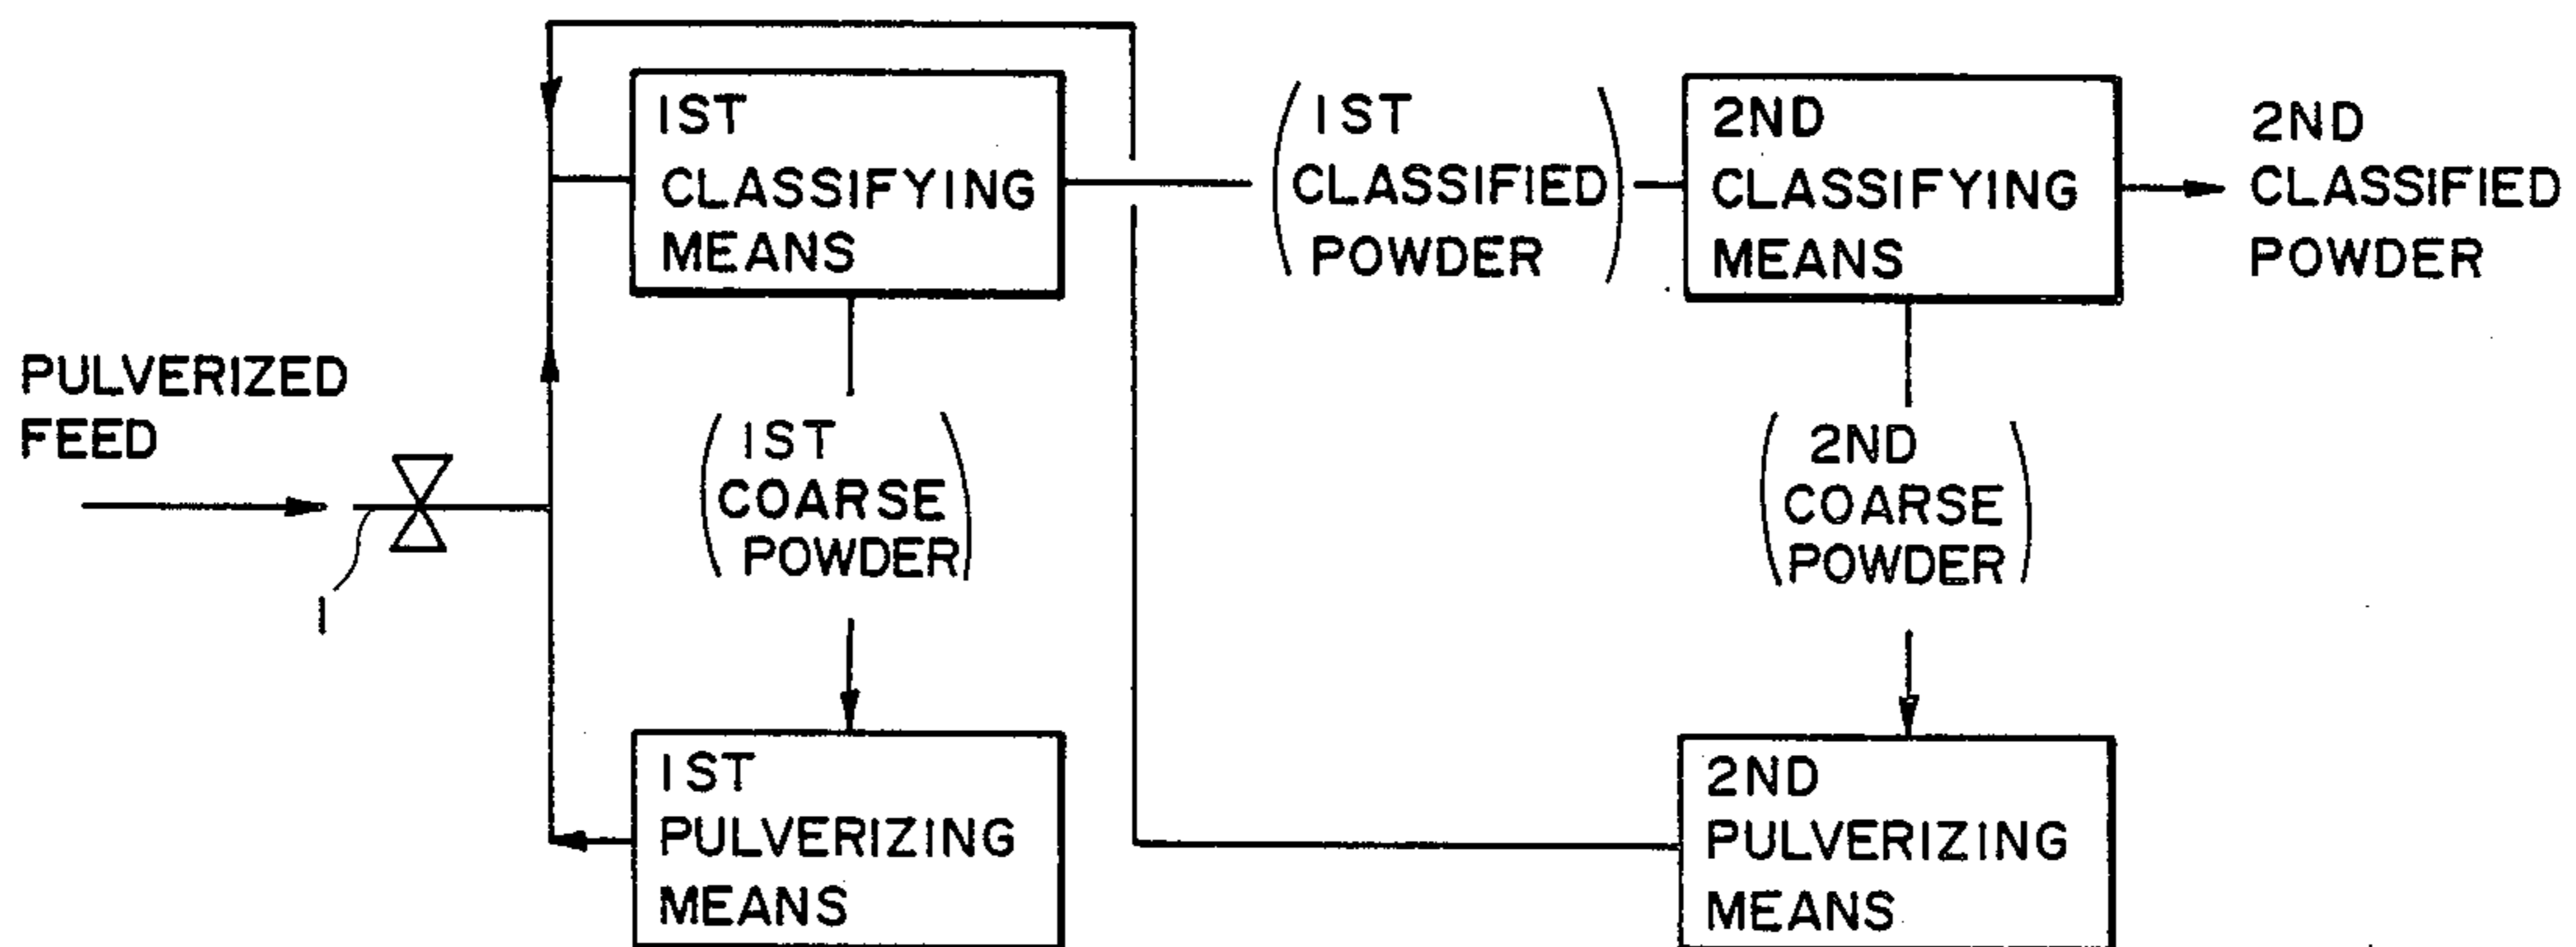 PULVERIZED
FEED
1
1ST
CLASSIFYING
MEANS
(1ST
CLASSIFIED
POWDER)
2ND
CLASSIFYING
MEANS
2ND
CLASSIFIED
POWDER
(1ST
COARSE
POWDER)
(2ND
COARSE
POWDER)
1ST
PULVERIZING
MEANS
2ND
PULVERIZING
MEANS